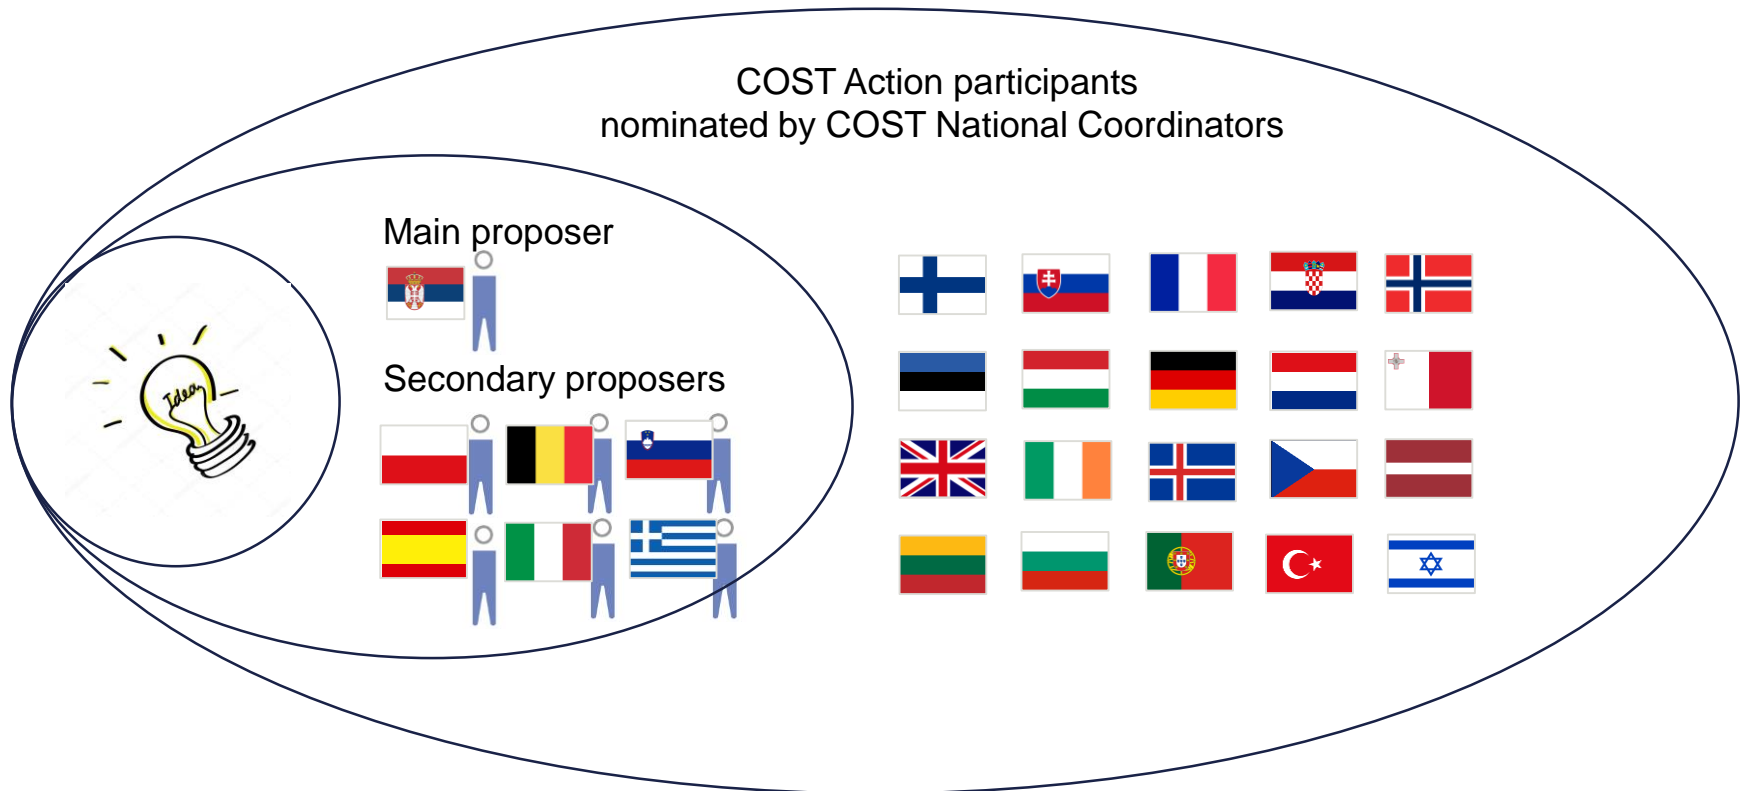 COST Action participants
nominated by COST National Coordinators
Main proposer
Secondary proposers
Idea